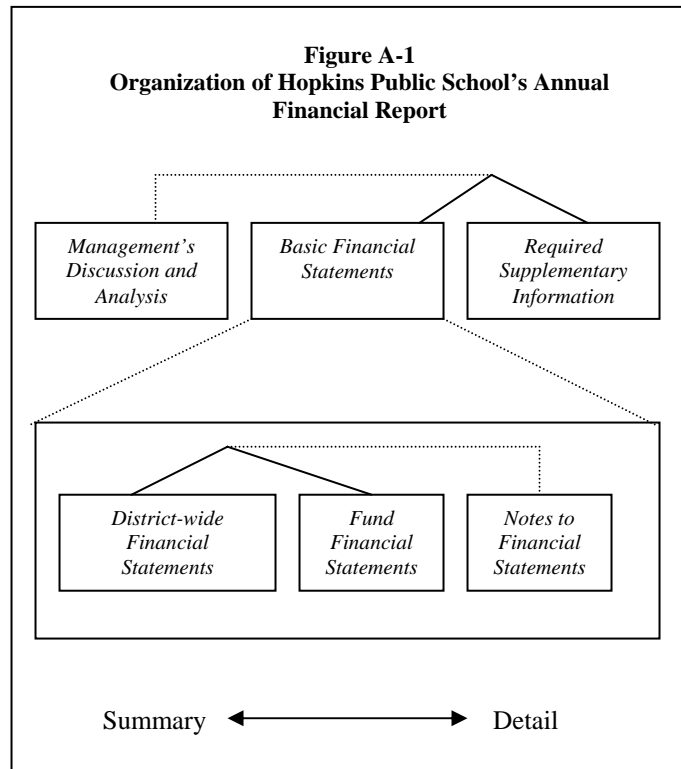 Figure A-1
Organization of Hopkins Public School’s Annual
Financial Report
Management’s
Discussion and
Analysis
Basic Financial
Statements
Required
Supplementary
Information
District-wide
Financial
Statements
Fund
Financial
Statements
Notes to
Financial
Statements
Summary
Detail